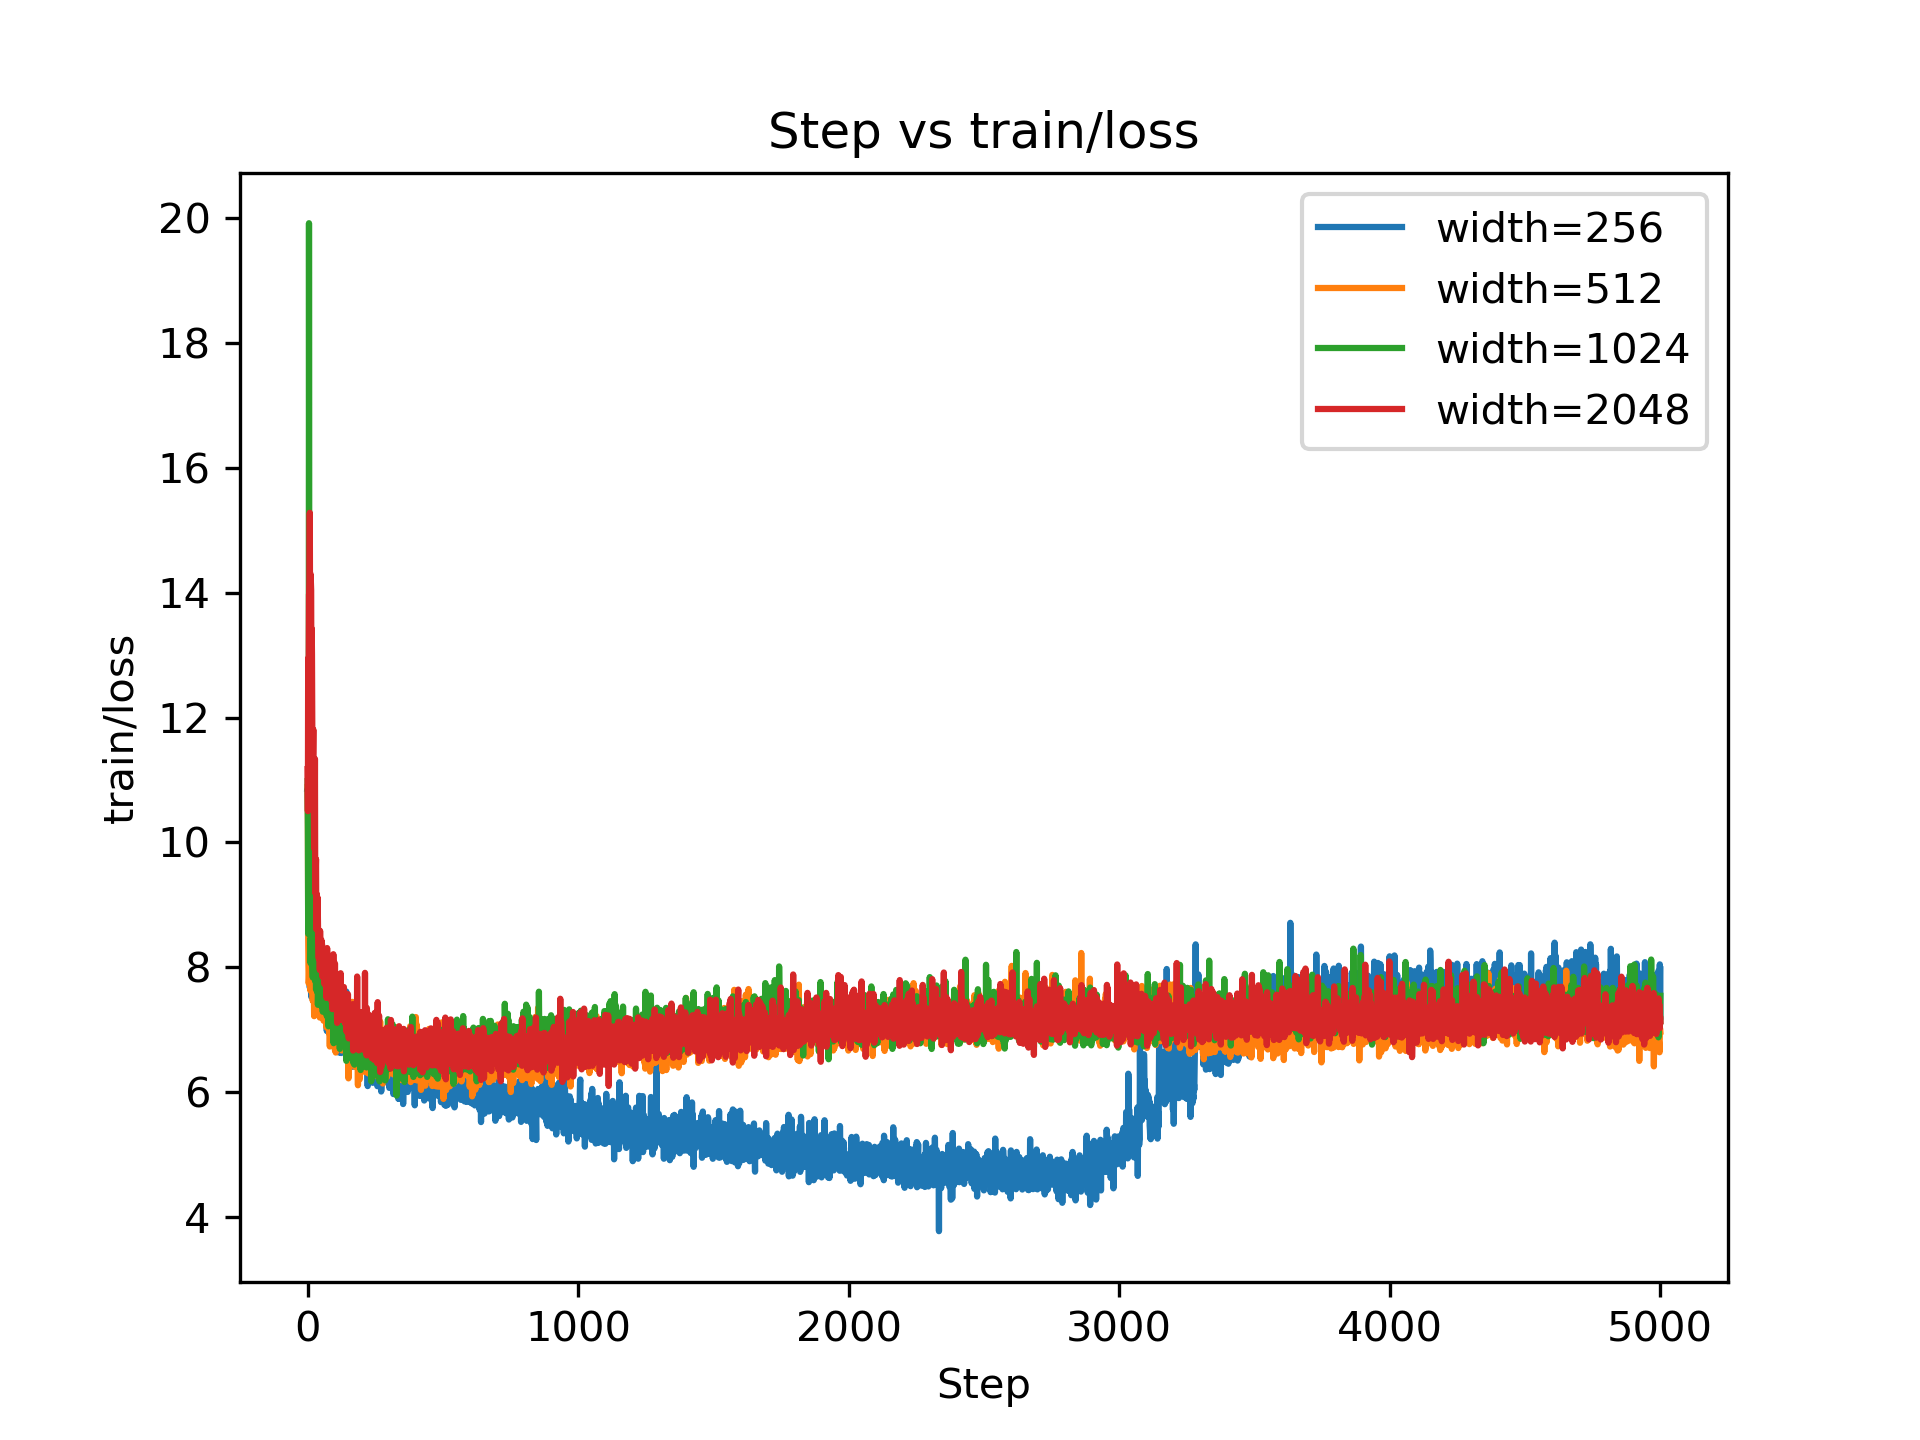 Step vs train/loss
width=256
width=512
width=1024
width=2048
20
18
16
14
12
10
8
6
4
train/loss
0 1000 2000 3000 4000 5000
Step